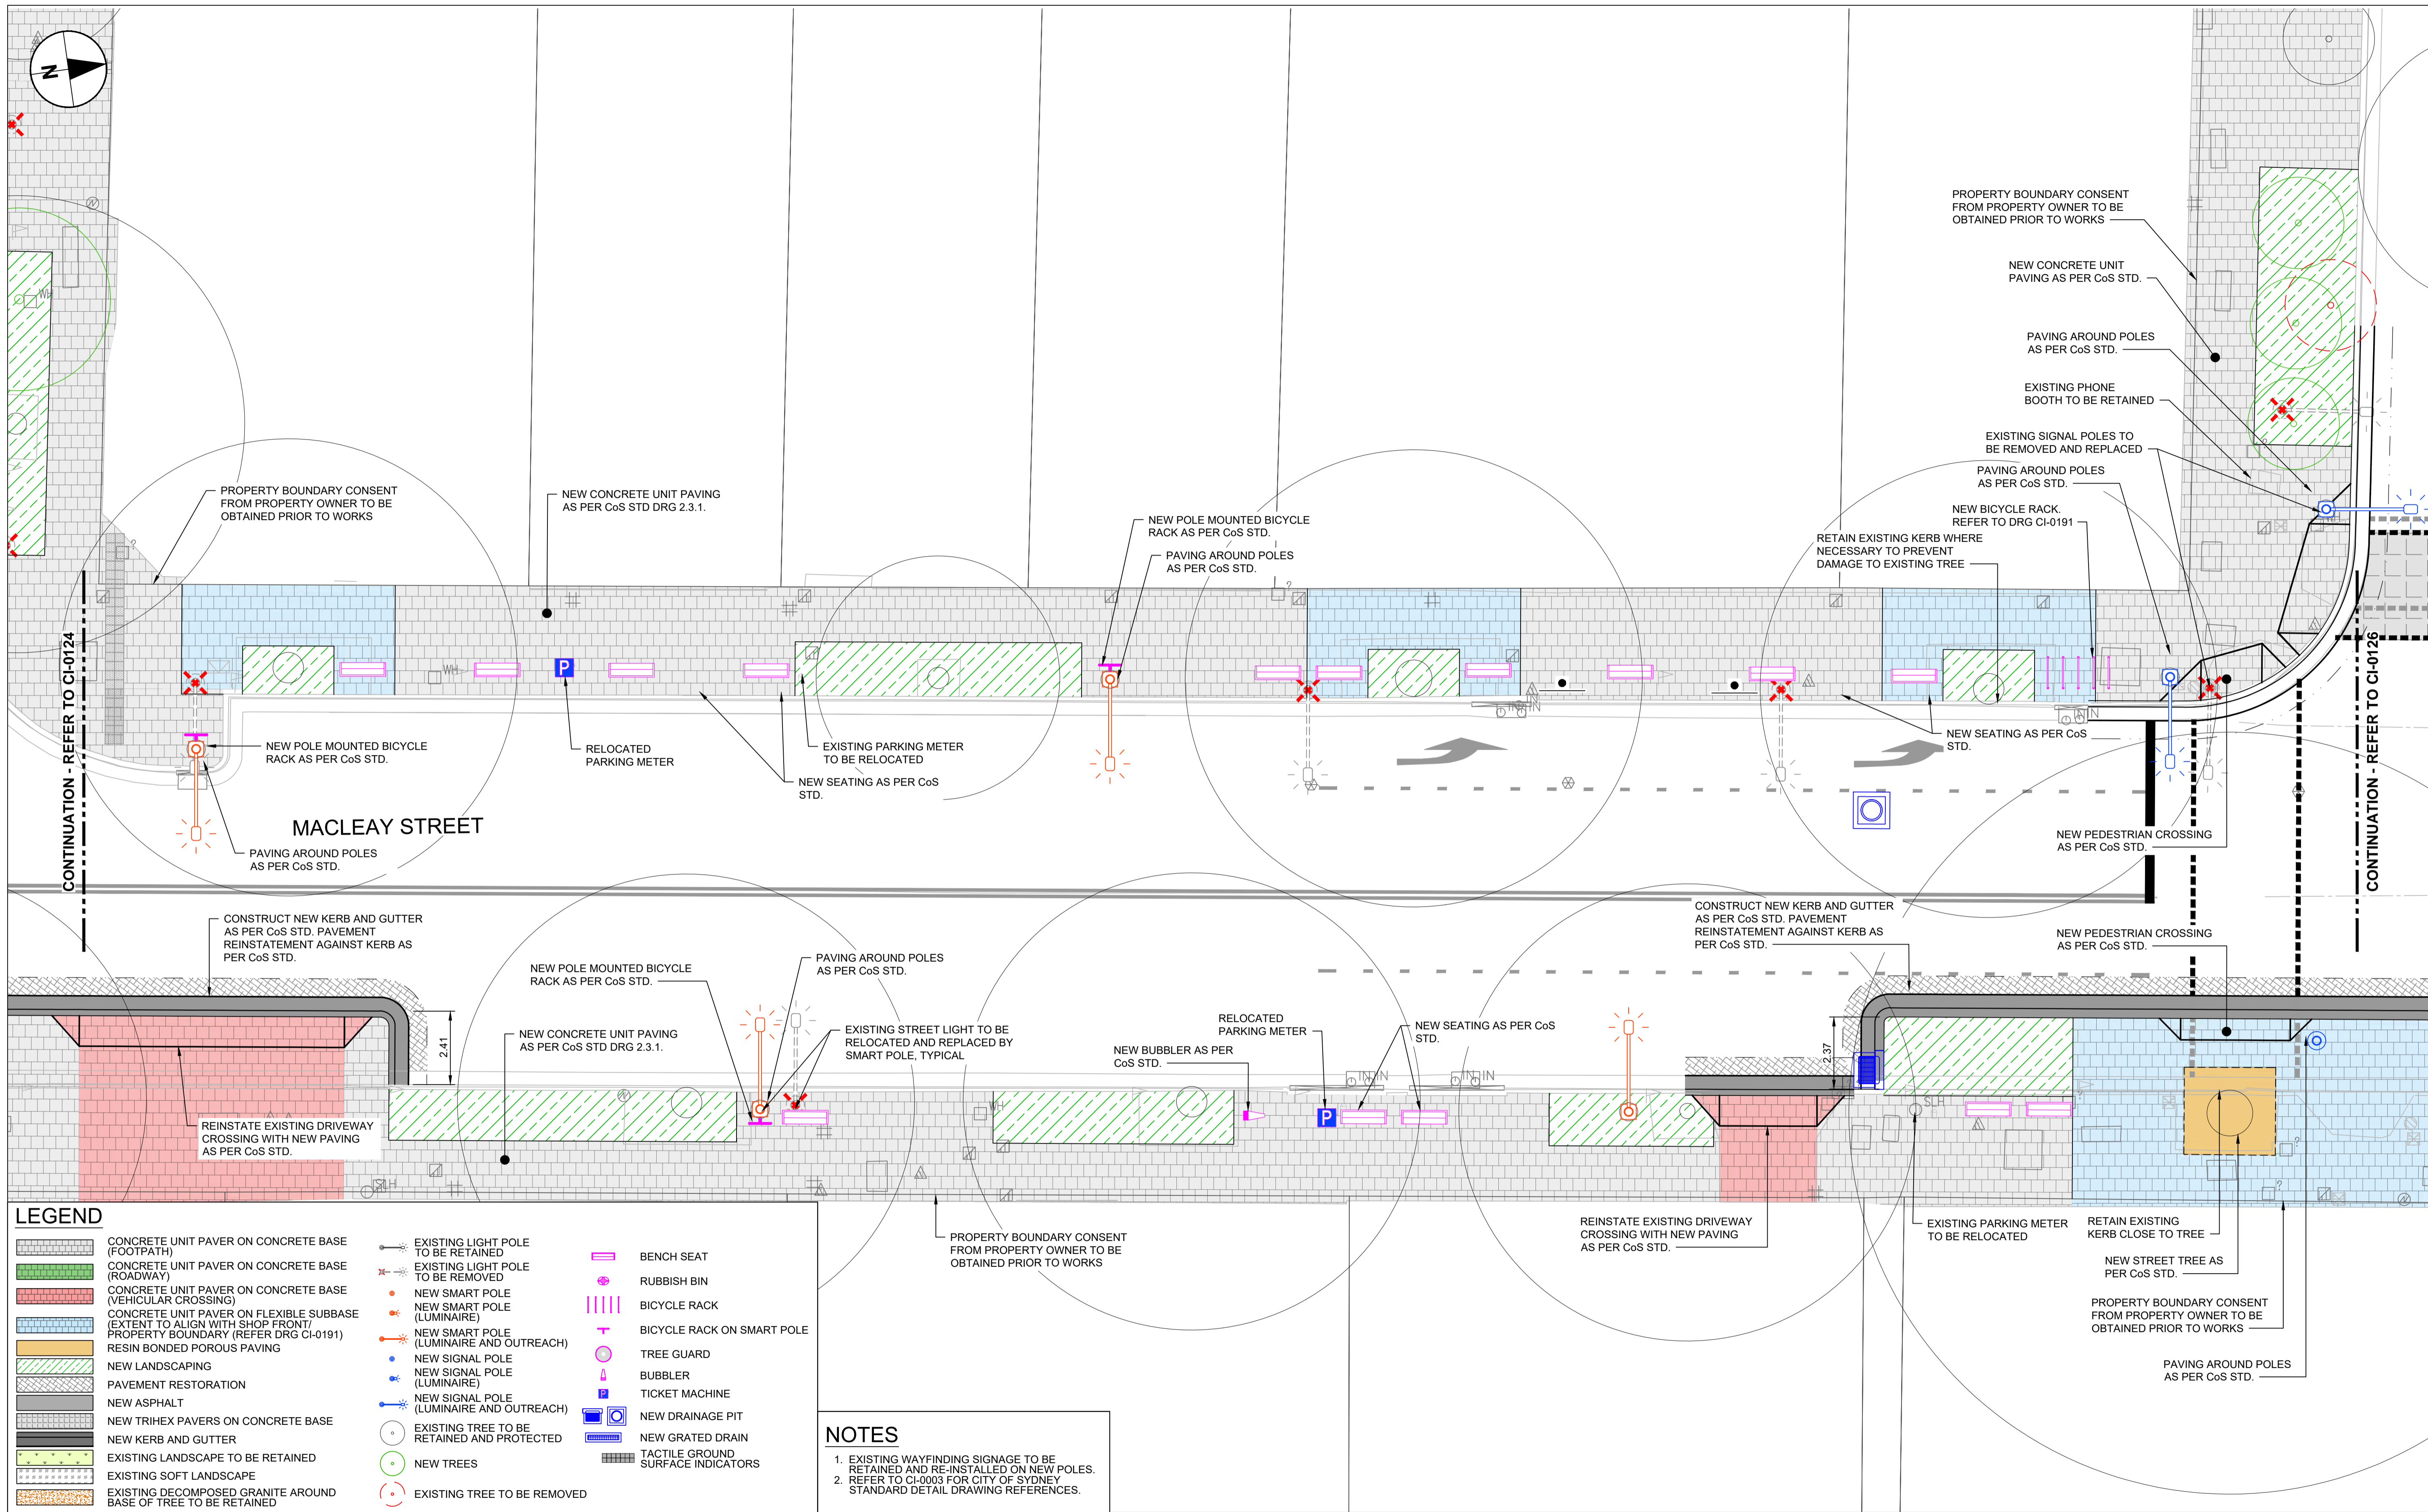 N
PROPERTY BOUNDARY CONSENT
FROM PROPERTY OWNER TO BE
OBTAINED PRIOR TO WORKS
NEW CONCRETE UNIT
PAVING AS PER CoS STD.
PAVING AROUND POLES
AS PER CoS STD.
EXISTING PHONE
BOOTH TO BE RETAINED
EXISTING SIGNAL POLES TO
BE REMOVED AND REPLACED
PAVING AROUND POLES
AS PER CoS STD.
NEW BICYCLE RACK.
REFER TO DRG CI-0191
RETAIN EXISTING KERB WHERE
NECESSARY TO PREVENT
DAMAGE TO EXISTING TREE
WH
PROPERTY BOUNDARY CONSENT
FROM PROPERTY OWNER TO BE
OBTAINED PRIOR TO WORKS
NEW CONCRETE UNIT PAVING
AS PER CoS STD DRG 2.3.1.
NEW POLE MOUNTED BICYCLE
RACK AS PER CoS STD.
PAVING AROUND POLES
AS PER CoS STD.
?
?
?
?
WH
P
IN IN
IN
CONTINUATION - REFER TO CI-0124
CONTINUATION - REFER TO CI-0126
NEW POLE MOUNTED BICYCLE
RACK AS PER CoS STD.
RELOCATED
PARKING METER
EXISTING PARKING METER
TO BE RELOCATED
NEW SEATING AS PER CoS
STD.
NEW SEATING AS PER CoS
STD.
MACLEAY STREET
PAVING AROUND POLES
AS PER CoS STD.
NEW PEDESTRIAN CROSSING
AS PER CoS STD.
CONSTRUCT NEW KERB AND GUTTER
AS PER CoS STD. PAVEMENT
REINSTATEMENT AGAINST KERB AS
PER CoS STD.
CONSTRUCT NEW KERB AND GUTTER
AS PER CoS STD. PAVEMENT
REINSTATEMENT AGAINST KERB AS
PER CoS STD.
NEW PEDESTRIAN CROSSING
AS PER CoS STD.
NEW POLE MOUNTED BICYCLE
RACK AS PER CoS STD.
PAVING AROUND POLES
AS PER CoS STD.
2.41
NEW CONCRETE UNIT PAVING
AS PER CoS STD DRG 2.3.1.
EXISTING STREET LIGHT TO BE
RELOCATED AND REPLACED BY
SMART POLE, TYPICAL
NEW BUBBLER AS PER
CoS STD.
RELOCATED
PARKING METER
NEW SEATING AS PER CoS
STD.
2.37
IN IN
IN IN
WH
P
SLH
SLH
?
?
REINSTATE EXISTING DRIVEWAY
CROSSING WITH NEW PAVING
AS PER CoS STD.
PROPERTY BOUNDARY CONSENT
FROM PROPERTY OWNER TO BE
OBTAINED PRIOR TO WORKS
REINSTATE EXISTING DRIVEWAY
CROSSING WITH NEW PAVING
AS PER CoS STD.
EXISTING PARKING METER
TO BE RELOCATED
RETAIN EXISTING
KERB CLOSE TO TREE
NEW STREET TREE AS
PER CoS STD.
PROPERTY BOUNDARY CONSENT
FROM PROPERTY OWNER TO BE
OBTAINED PRIOR TO WORKS
PAVING AROUND POLES
AS PER CoS STD.
LEGEND
CONCRETE UNIT PAVER ON CONCRETE BASE
(FOOTPATH)
CONCRETE UNIT PAVER ON CONCRETE BASE
(ROADWAY)
CONCRETE UNIT PAVER ON CONCRETE BASE
(VEHICULAR CROSSING)
CONCRETE UNIT PAVER ON FLEXIBLE SUBBASE
(EXTENT TO ALIGN WITH SHOP FRONT/
PROPERTY BOUNDARY (REFER DRG CI-0191)
RESIN BONDED POROUS PAVING
NEW LANDSCAPING
PAVEMENT RESTORATION
NEW ASPHALT
NEW TRIHEX PAVERS ON CONCRETE BASE
NEW KERB AND GUTTER
EXISTING LANDSCAPE TO BE RETAINED
EXISTING SOFT LANDSCAPE
EXISTING DECOMPOSED GRANITE AROUND
BASE OF TREE TO BE RETAINED
EXISTING LIGHT POLE
TO BE RETAINED
EXISTING LIGHT POLE
TO BE REMOVED
NEW SMART POLE
NEW SMART POLE
(LUMINAIRE)
NEW SMART POLE
(LUMINAIRE AND OUTREACH)
NEW SIGNAL POLE
NEW SIGNAL POLE
(LUMINAIRE)
NEW SIGNAL POLE
(LUMINAIRE AND OUTREACH)
EXISTING TREE TO BE
RETAINED AND PROTECTED
NEW TREES
EXISTING TREE TO BE REMOVED
BENCH SEAT
RUBBISH BIN
BICYCLE RACK
BICYCLE RACK ON SMART POLE
TREE GUARD
BUBBLER
P
TICKET MACHINE
NEW DRAINAGE PIT
NEW GRATED DRAIN
TACTILE GROUND
SURFACE INDICATORS
NOTES
1. EXISTING WAYFINDING SIGNAGE TO BE
RETAINED AND RE-INSTALLED ON NEW POLES.
2. REFER TO CI-0003 FOR CITY OF SYDNEY
STANDARD DETAIL DRAWING REFERENCES.